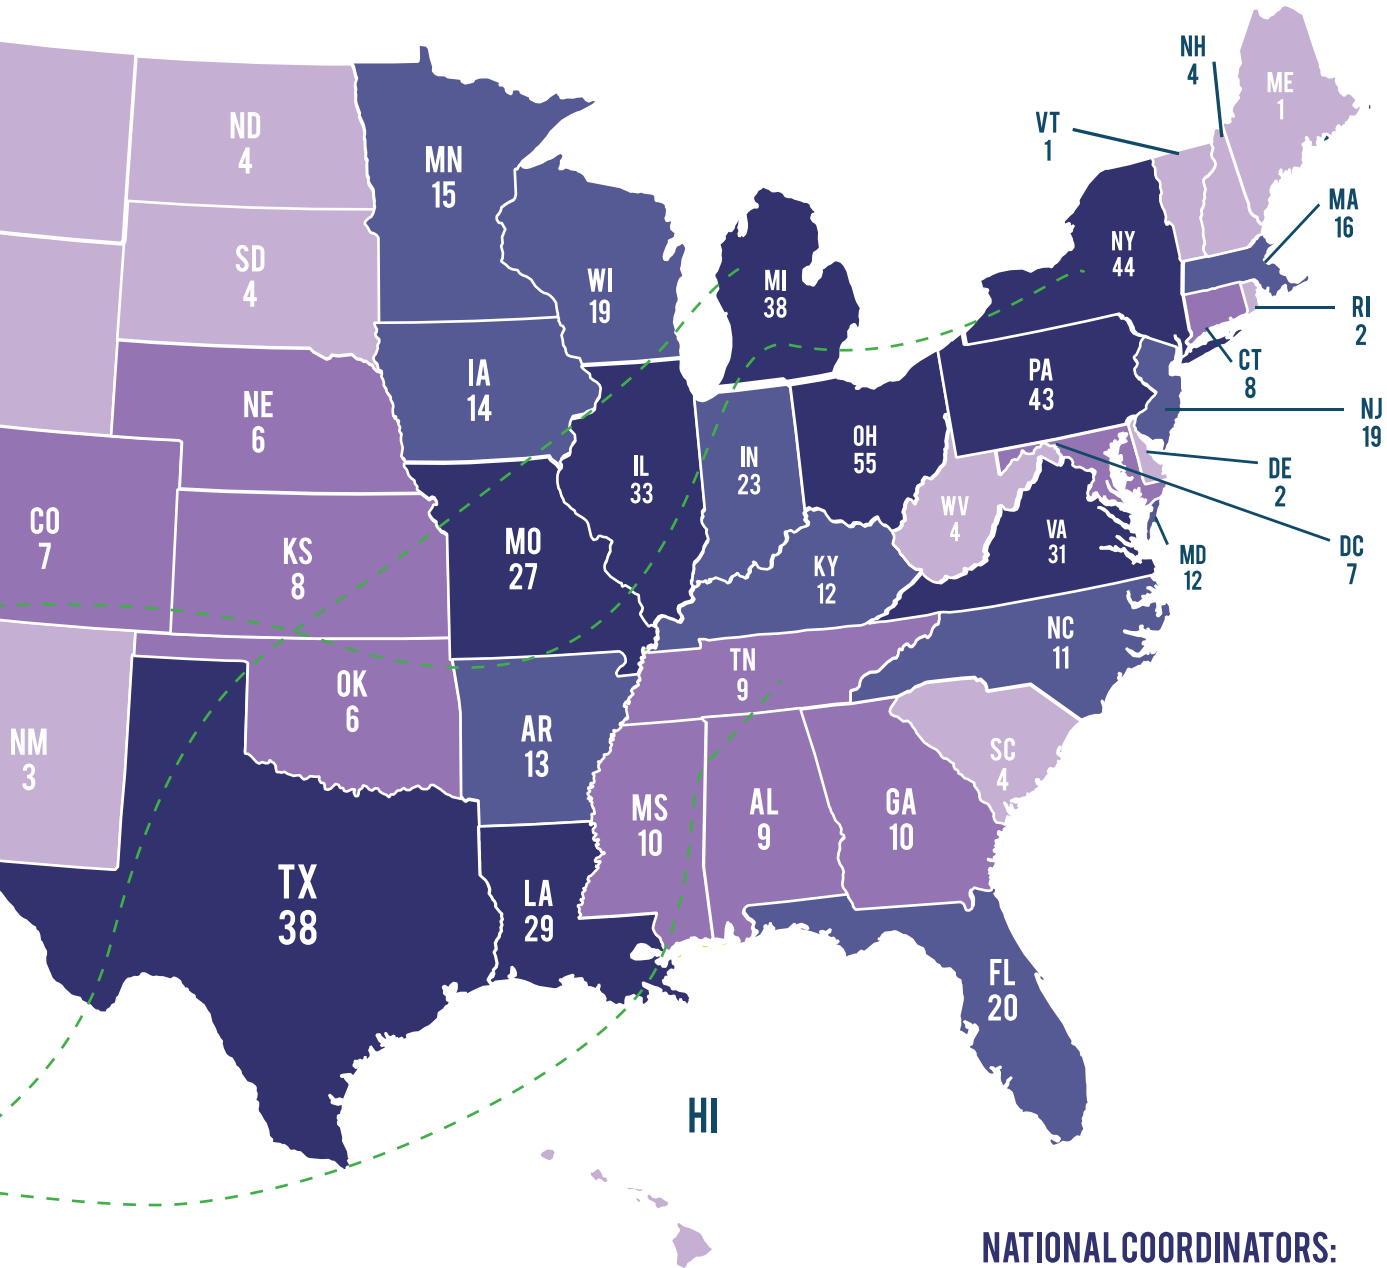 NH
4
ME
1
VT
1
ND
4
MN
15
MA
16
NY
44
SD
4
WI
19
MI
38
RI
2
CT
8
IA
14
PA
43
NE
6
NJ
19
OH
55
IL
33
IN
23
DE
2
CO
7
WV
4
KS
8
MO
27
VA
31
DC
7
MD
12
KY
12
NC
11
TN
9
OK
6
NM
3
AR
13
SC
4
MS
10
AL
9
GA
10
TX
38
LA
29
FL
20
HI
NATIONAL COORDINATORS: